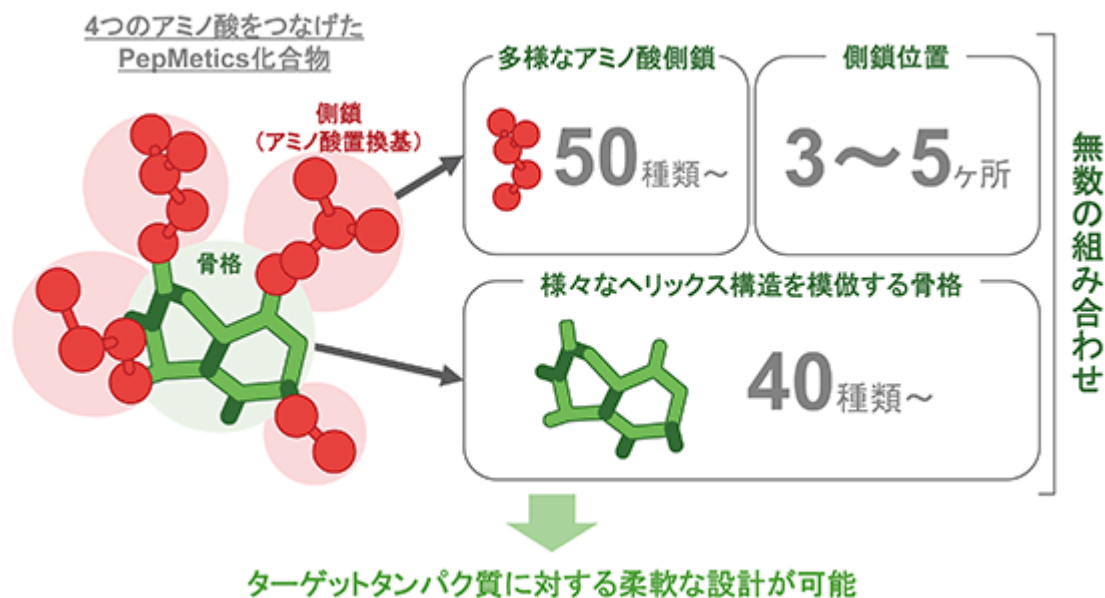 4つのアミノ酸をつなげた
PepMetics化合物
側鎖
（アミノ酸置換基）
骨格
多様なアミノ酸側鎖
50種類～
側鎖位置
3～5ヶ所
様々なヘリックス構造を模倣する骨格
40種類～
無数の組み合わせ
ターゲットタンパク質に対する柔軟な設計が可能